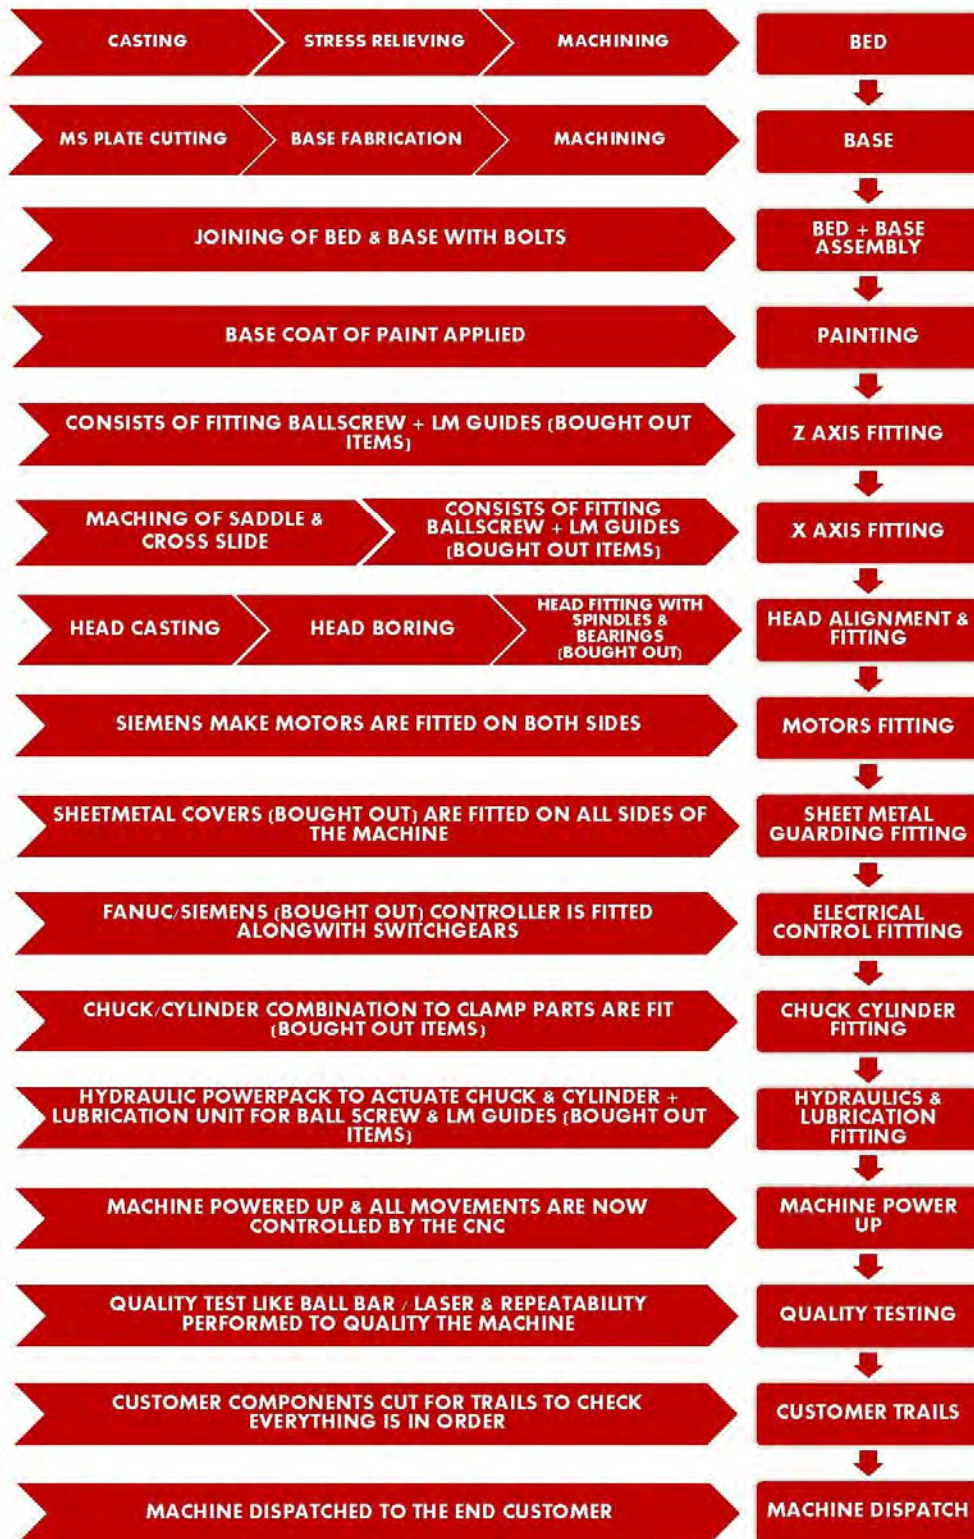 CASTING
STRESS RELIEVING
MACHINING
BED
MS PLATE CUTTING
BASE FABRICATION
MACHINING
BASE
JOINING OF BED & BASE WITH BOLTS
BED + BASE
ASSEMBLY
BASE COAT OF PAINT APPLIED
PAINTING
CONSISTS OF FITTING BALLSCREW + LM GUIDES (BOUGHT OUT
ITEMS)
Z AXIS FITTING
MACHING OF SADDLE &
CROSS SLIDE
CONSISTS OF FITTING
BALLSCREW + LM GUIDES
(BOUGHT OUT ITEMS)
X AXIS FITTING
HEAD CASTING
HEAD BORING
HEAD FITTING WITH
SPINDLES &
BEARINGS
(BOUGHT OUT)
HEAD ALIGNMENT &
FITTING
SIEMENS MAKE MOTORS ARE FITTED ON BOTH SIDES
MOTORS FITTING
SHEETMETAL COVERS (BOUGHT OUT) ARE FITTED ON ALL SIDES OF
THE MACHINE
SHEET METAL
GUARDING FITTING
FANUC/SIEMENS (BOUGHT OUT) CONTROLLER IS FITTED
ALONGWITH SWITCHGEARS
ELECTRICAL
CONTROL FITTTING
CHUCK/CYLINDER COMBINATION TO CLAMP PARTS ARE FIT
(BOUGHT OUT ITEMS)
CHUCK CYLINDER
FITTING
HYDRAULIC POWERPACK TO ACTUATE CHUCK & CYLINDER +
LUBRICATION UNIT FOR BALL SCREW & LM GUIDES (BOUGHT OUT
ITEMS)
HYDRAULICS &
LUBRICATION
FITTING
MACHINE POWERED UP & ALL MOVEMENTS ARE NOW
CONTROLLED BY THE CNC
MACHINE POWER
UP
QUALITY TEST LIKE BALL BAR / LASER & REPEATABILITY
PERFORMED TO QUALITY THE MACHINE
QUALITY TESTING
CUSTOMER COMPONENTS CUT FOR TRAILS TO CHECK
EVERYTHING IS IN ORDER
CUSTOMER TRAILS
MACHINE DISPATCHED TO THE END CUSTOMER
MACHINE DISPATCH